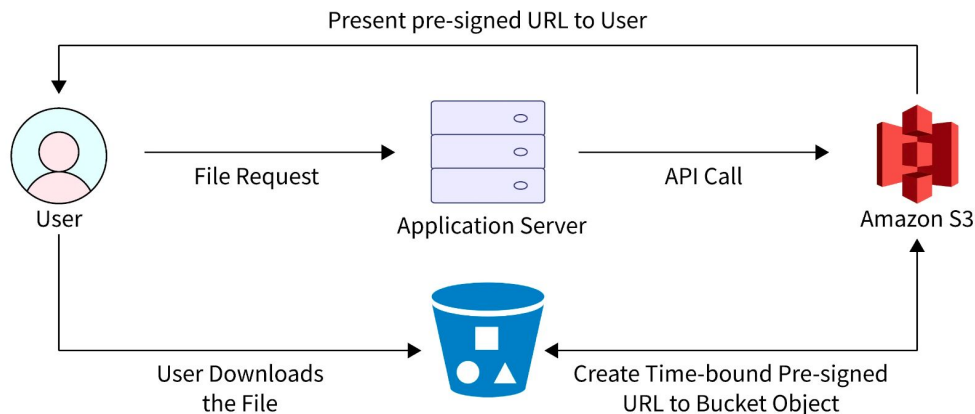 Present pre-signed URL to User
File Request
API Call
User
Application Server
Amazon S3
User Downloads
the File
Create Time-bound Pre-signed
URL to Bucket Object